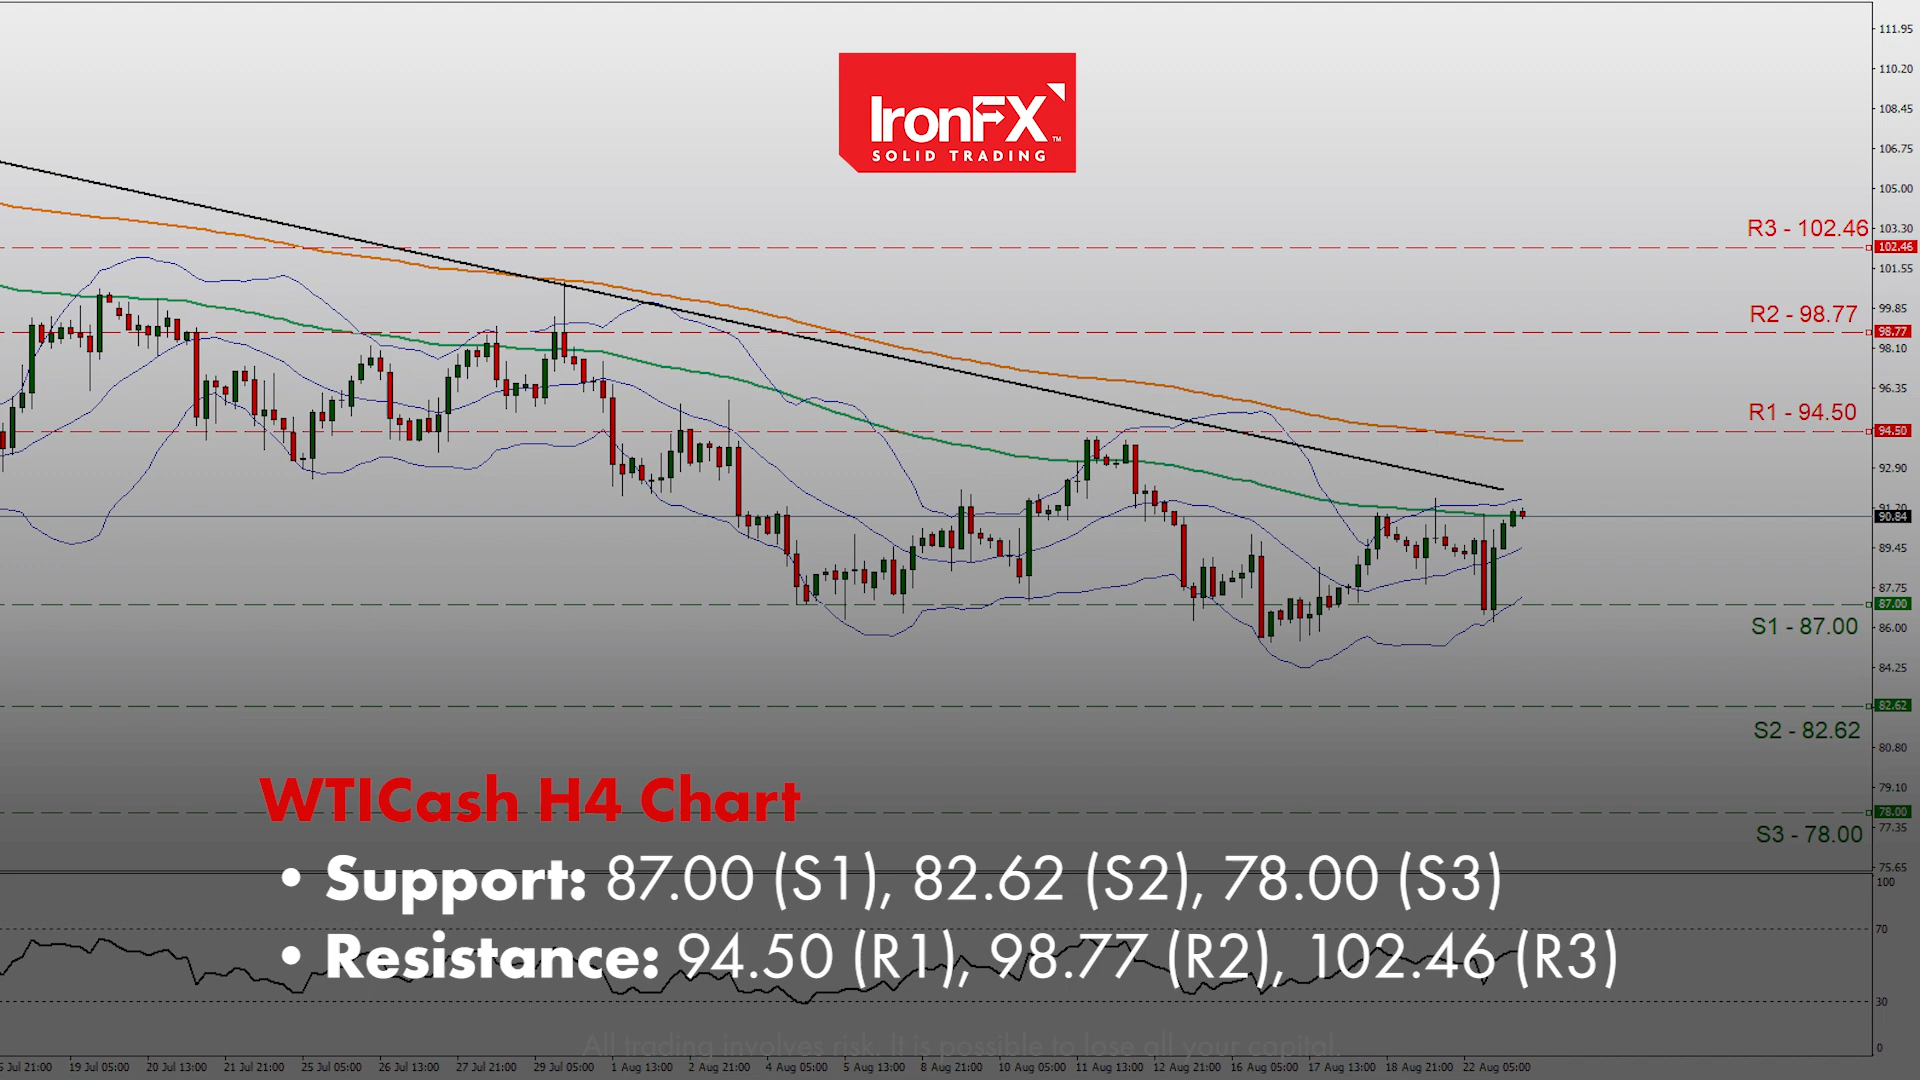 IronFX™
SOLID TRADING
111.95
110.20
108.45
106.75
105.00
R3 - 102.46
103.30
102.46
101.55
99.85
R2 - 98.77
98.77
98.10
96.35
R1 - 94.50
94.50
92.90
91.20
90.84
89.45
87.75
87.00
S1 - 87.00
86.00
84.25
82.62
S2 - 82.62
80.80
79.10
WTICash H4 Chart
78.00
77.35
S3 - 78.00
75.65
• Support: 87.00 (S1), 82.62 (S2), 78.00 (S3)
100
70
• Resistance: 94.50 (R1), 98.77 (R2), 102.46 (R3)
30
All trading involves risk. It is possible to lose all your capital.
0
Jul 21:00 19 Jul 05:00 20 Jul 13:00 21 Jul 21:00 25 Jul 05:00 26 Jul 13:00 27 Jul 21:00 29 Jul 05:00 1 Aug 13:00 2 Aug 21:00 4 Aug 05:00 5 Aug 13:00 8 Aug 21:00 10 Aug 05:00 11 Aug 13:00 12 Aug 21:00 16 Aug 05:00 17 Aug 13:00 18 Aug 21:00 22 Aug 05:00